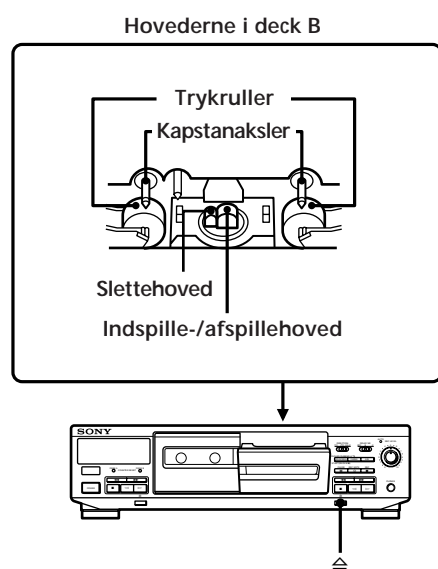 Hovederne i deck B
Trykruller
Kapstanaksler
Slettehoved
Indspille-/afspillehoved
SONY